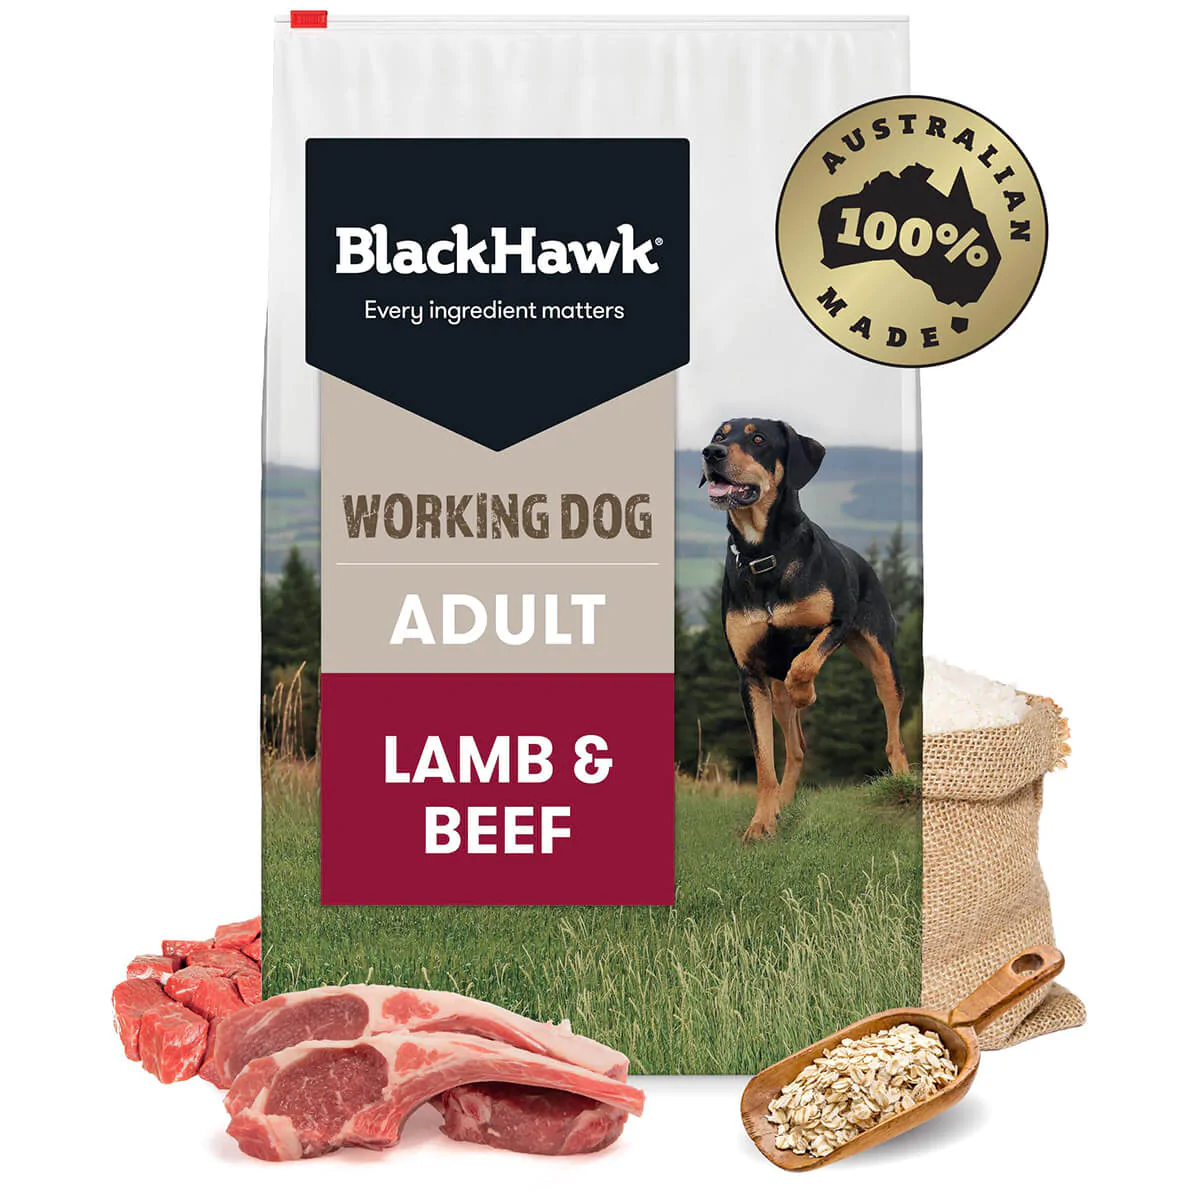 BlackHawk®
Every ingredient matters
WORKING DOG
ADULT
LAMB &
BEEF
AUSTRALIAN
100%
MADE